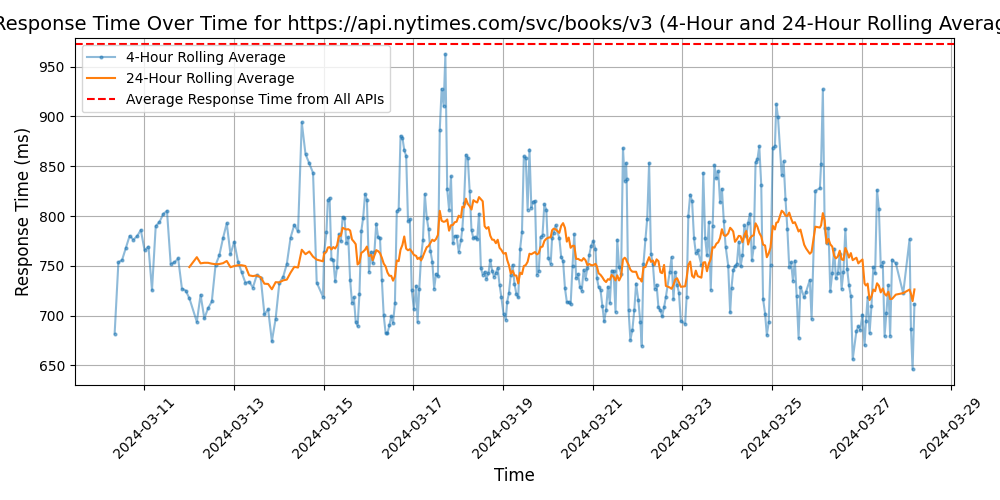 Response Time Over Time for https://api.nytimes.com/svc/books/v3 (4-Hour and 24-Hour Rolling Averag
4-Hour Rolling Average
24-Hour Rolling Average
Average Response Time from All APIs
Response Time (ms)
950
900
850
800
750
700
650
2024-03-11
2024-03-13
2024-03-15
2024-03-17
2024-03-19
2024-03-21
2024-03-23
2024-03-25
2024-03-27
2024-03-29
Time